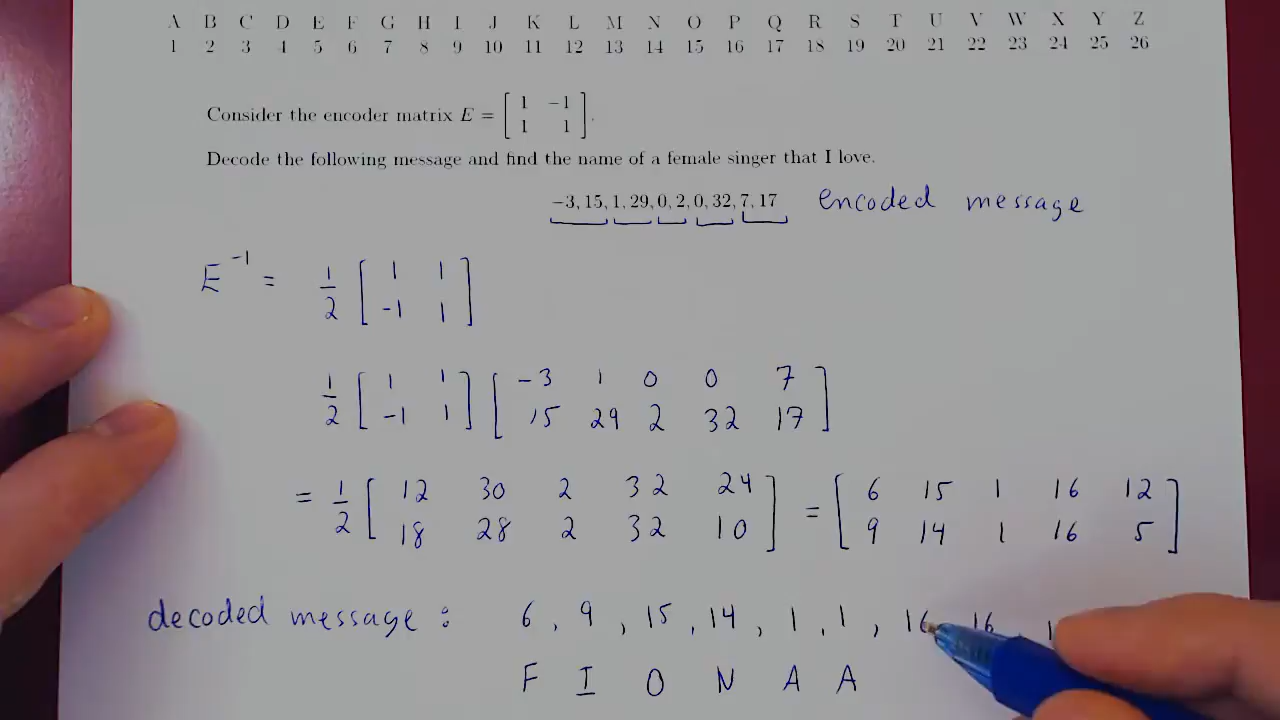 A B C D E F G H I J K L M N O P Q R S T U V W X Y Z
1 2 3 4 5 6 7 8 9 10 11 12 13 14 15 16 17 18 19 20 21 22 23 24 25 26
Consider the encoder matrix E = [ 1 −1
1 1 ].
Decode the following message and find the name of a female singer that I love.
−3, 15, 1, 29, 0, 2, 0, 32, 7, 17 encoded message
E⁻¹ = 1/2 [ 1 1
-1 1 ]
1/2 [ 1 1 ] [ -3 1 0 0 7 ]
[ -1 1 ] [ 15 29 2 32 17 ]
= 1/2 [ 12 30 2 32 24 ] = [ 6 15 1 16 12 ]
[ 18 28 2 32 10 ] [ 9 14 1 16 5 ]
decoded message : 6 , 9 , 15 , 14 , 1 , 1 , 16 16
F I O N A A